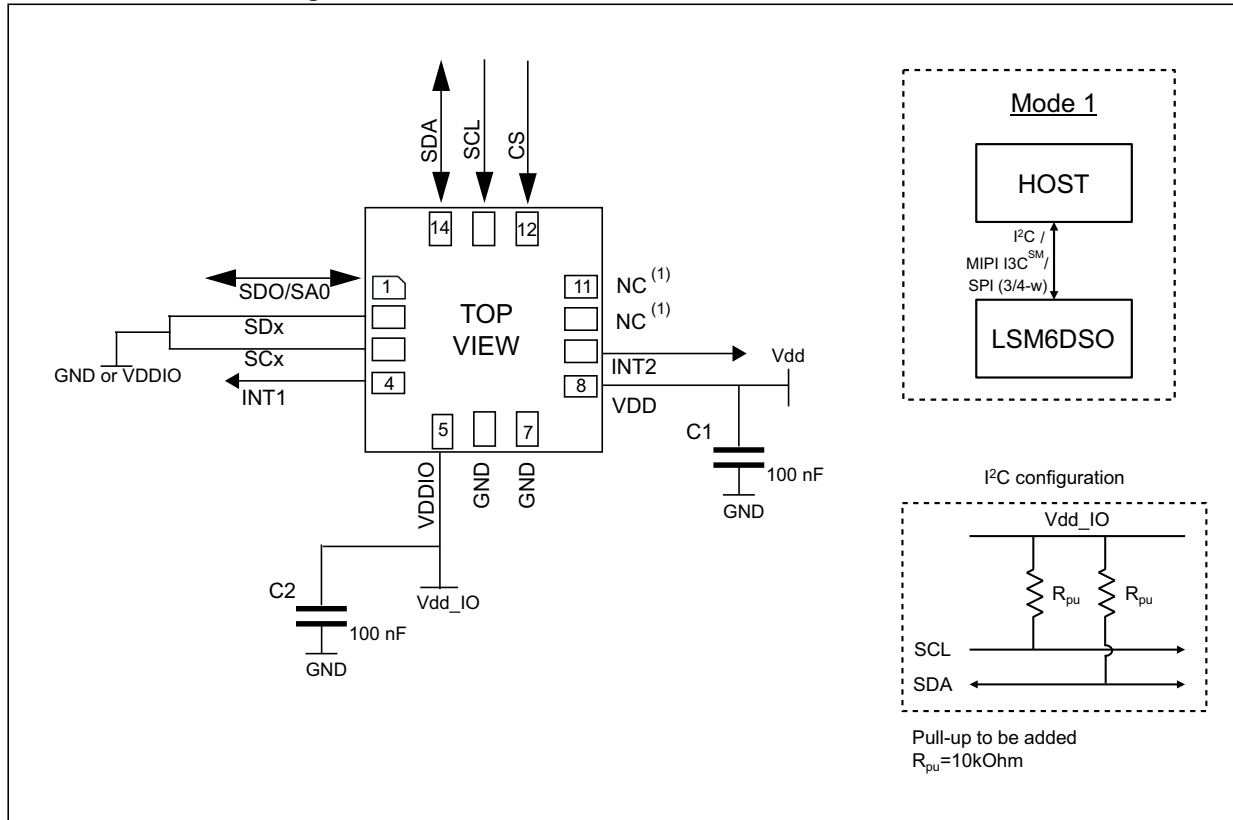 SDA
SCL
CS
14
12
SDO/SA0
1
SDx
SCx
GND or VDDIO
INT1
4
TOP
VIEW
11
NC (1)
NC (1)
INT2
8
VDD
Vdd
5
7
VDDIO
GND
GND
C1
100 nF
GND
C2
100 nF
GND
Vdd_IO
Mode 1
HOST
I²C /
MIPI I3C SM/
SPI (3/4-w)
LSM6DSO
I²C configuration
Vdd_IO
Rpu
Rpu
SCL
SDA
Pull-up to be added
Rpu=10kOhm